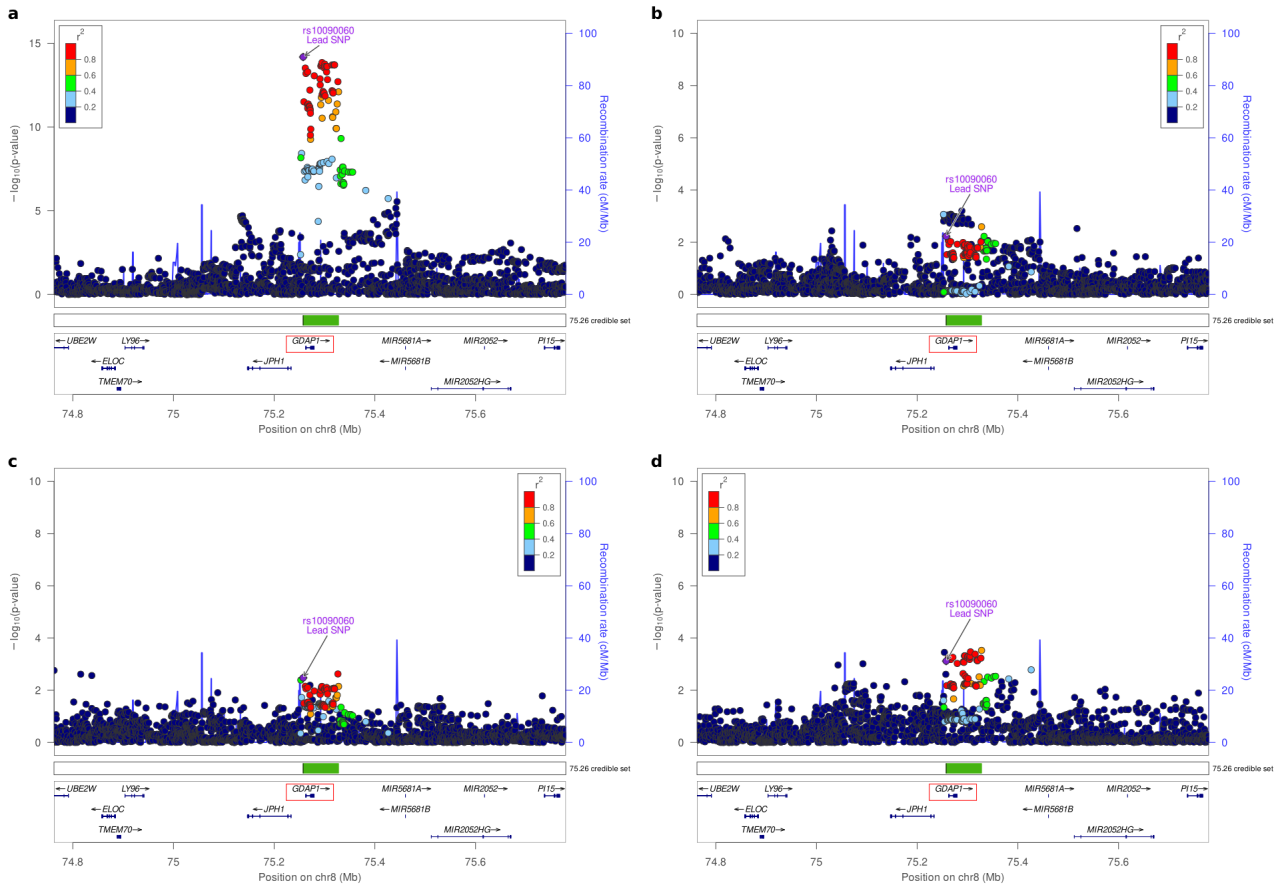 a
r²
0.8
0.6
0.4
0.2
rs10090060
Lead SNP
15
10
5
0
− log₁₀(p-value)
100
80
60
40
20
0
Recombination rate (cM/Mb)
75.26 credible set
←UBE2W
LY96→
GDAP1→
MIR5681A→
MIR2052→
PI15→
←ELOC
←JPH1
←MIR5681B
TMEM70→
MIR2052HG→
74.8
75
75.2
75.4
75.6
Position on chr8 (Mb)
b
r²
0.8
0.6
0.4
0.2
rs10090060
Lead SNP
10
8
6
4
2
0
− log₁₀(p-value)
100
80
60
40
20
0
Recombination rate (cM/Mb)
75.26 credible set
←UBE2W
LY96→
GDAP1→
MIR5681A→
MIR2052→
PI15→
←ELOC
←JPH1
←MIR5681B
TMEM70→
MIR2052HG→
74.8
75
75.2
75.4
75.6
Position on chr8 (Mb)
c
r²
0.8
0.6
0.4
0.2
rs10090060
Lead SNP
10
8
6
4
2
0
− log₁₀(p-value)
100
80
60
40
20
0
Recombination rate (cM/Mb)
75.26 credible set
←UBE2W
LY96→
GDAP1→
MIR5681A→
MIR2052→
PI15→
←ELOC
←JPH1
←MIR5681B
TMEM70→
MIR2052HG→
74.8
75
75.2
75.4
75.6
Position on chr8 (Mb)
d
r²
0.8
0.6
0.4
0.2
rs10090060
Lead SNP
10
8
6
4
2
0
− log₁₀(p-value)
100
80
60
40
20
0
Recombination rate (cM/Mb)
75.26 credible set
←UBE2W
LY96→
GDAP1→
MIR5681A→
MIR2052→
PI15→
←ELOC
←JPH1
←MIR5681B
TMEM70→
MIR2052HG→
74.8
75
75.2
75.4
75.6
Position on chr8 (Mb)